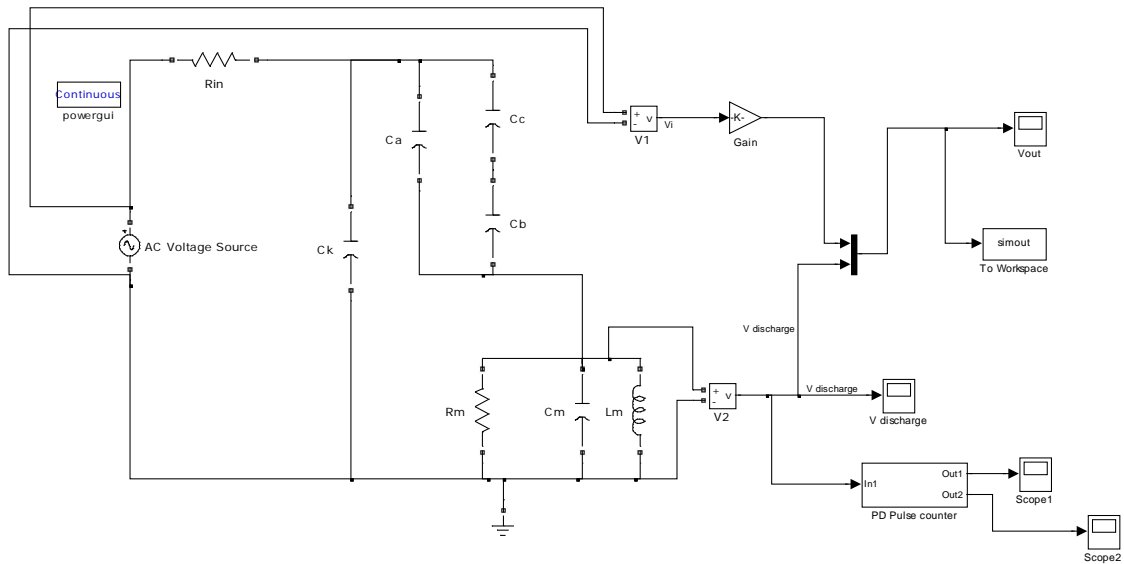 Continuous
powergui
Rin
Ca
Cc
Cb
Ck
AC Voltage Source
+
-
v
V1
Vi
-K-
Gain
Vout
simout
To Workspace
V discharge
V discharge
V discharge
Rm
Cm
Lm
+
-
v
V2
In1
Out1
Out2
PD Pulse counter
Scope1
Scope2